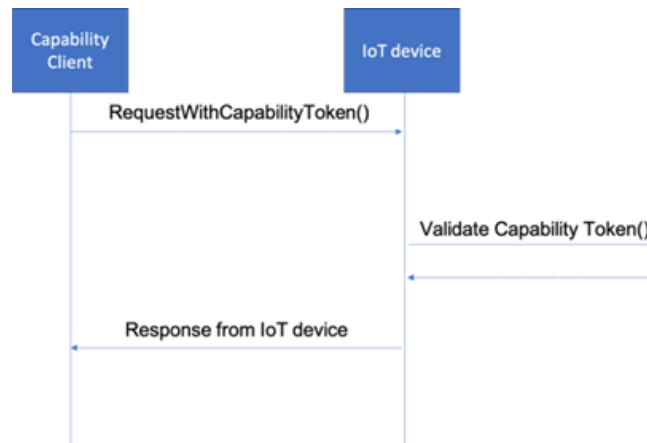 Capability
Client
IoT device
RequestWithCapabilityToken()
Validate Capability Token()
Response from IoT device